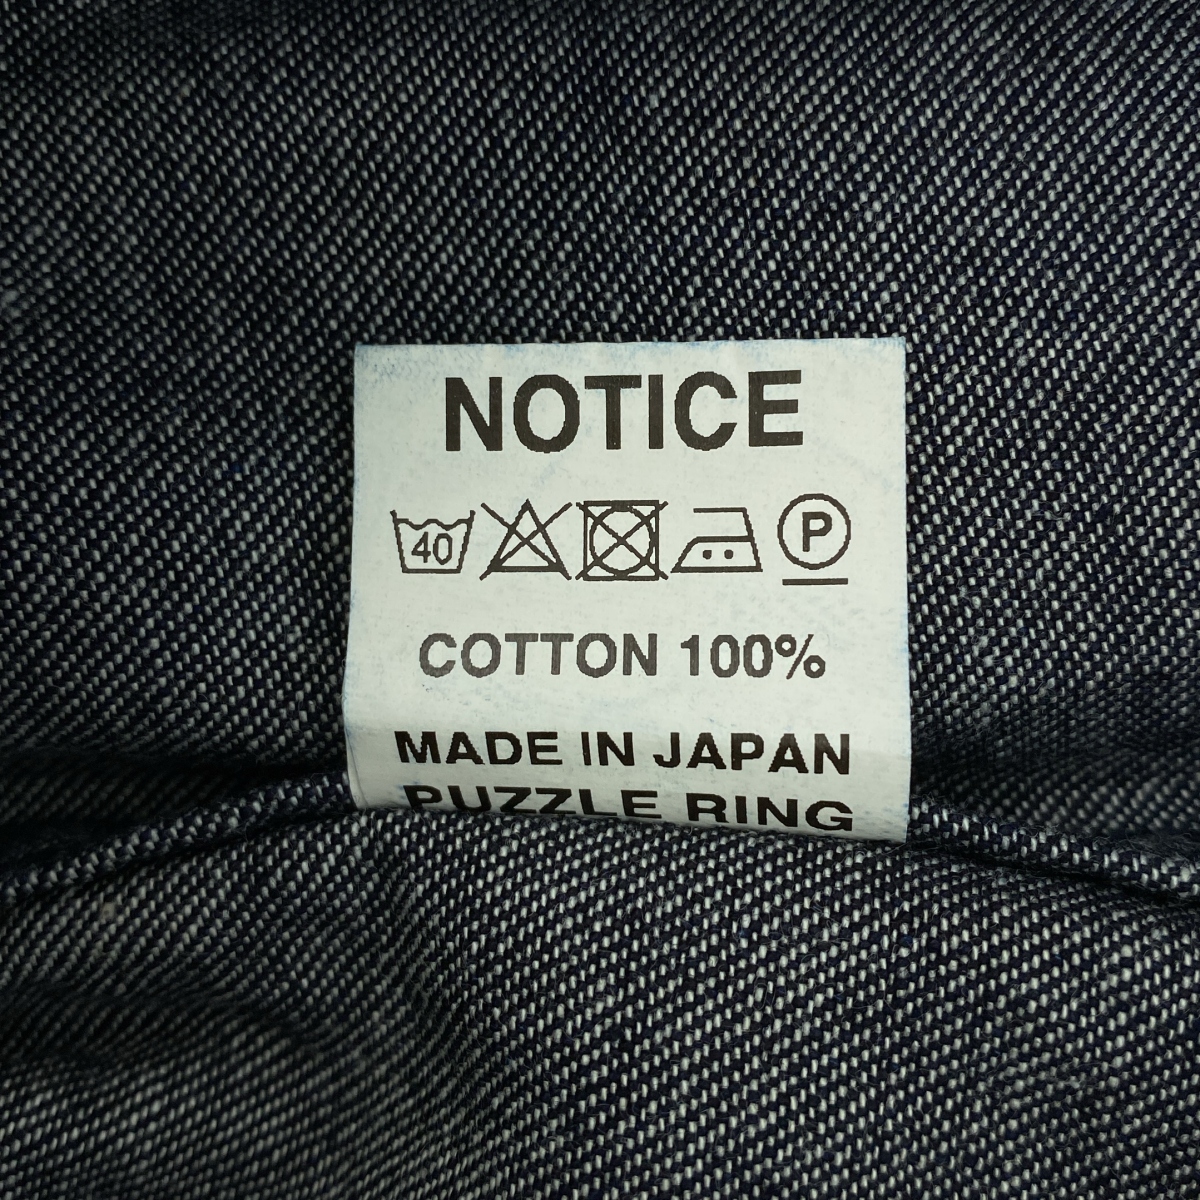 NOTICE
40 P
COTTON 100%
MADE IN JAPAN
PUZZLE RING